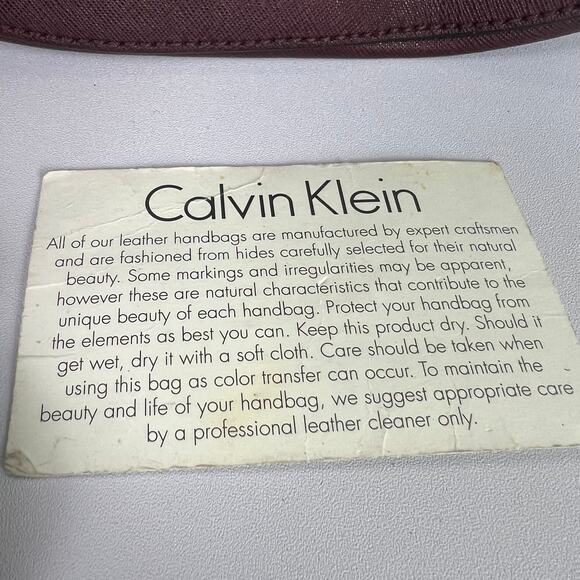 Calvin Klein
All of our leather handbags are manufactured by expert craftsmen
and are fashioned from hides carefully selected for their natural
beauty. Some markings and irregularities may be apparent,
however these are natural characteristics that contribute to the
unique beauty of each handbag. Protect your handbag from
the elements as best you can. Keep this product dry. Should it
get wet, dry it with a soft cloth. Care should be taken when
using this bag as color transfer can occur. To maintain the
beauty and life of your handbag, we suggest appropriate care
by a professional leather cleaner only.